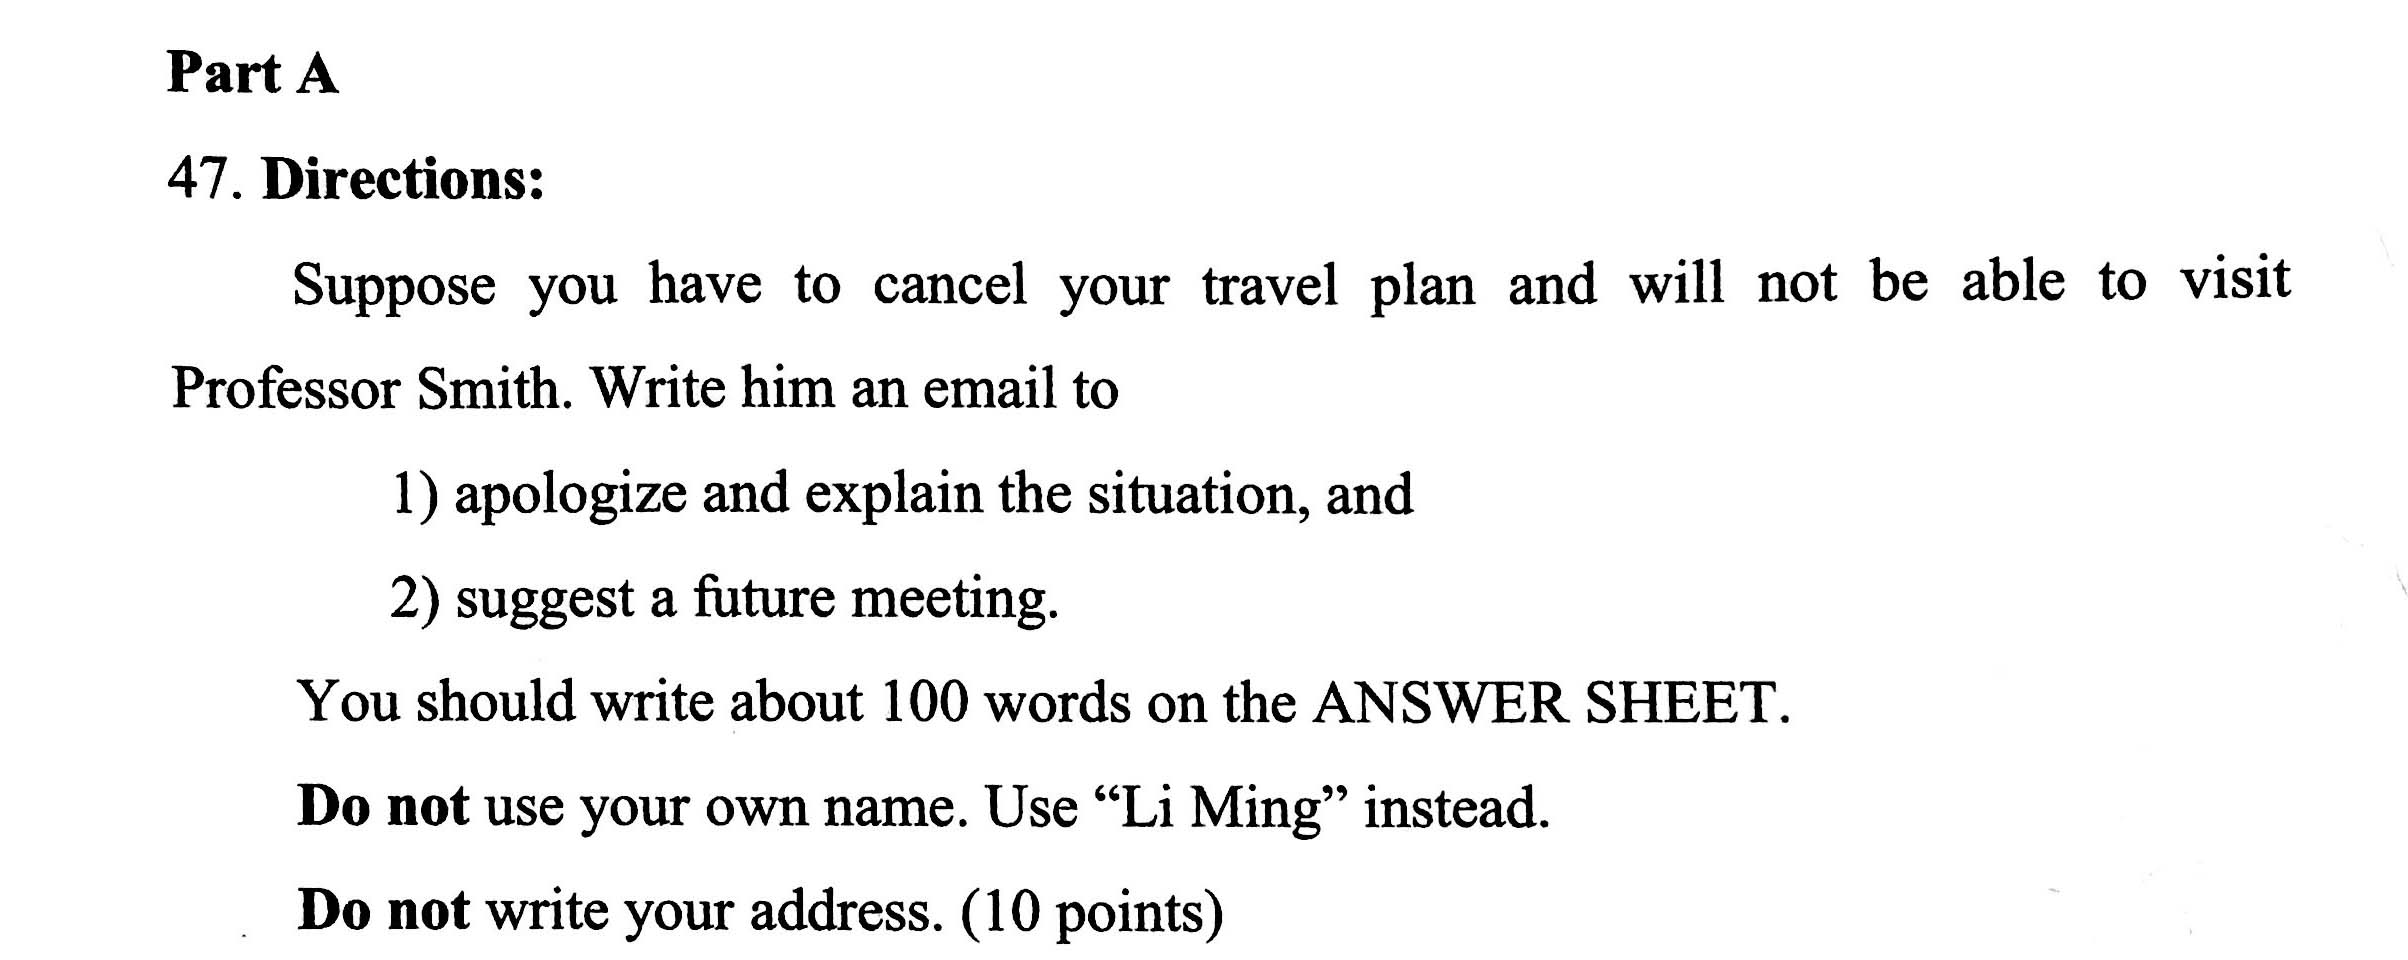 Part A
47. Directions:
Suppose you have to cancel your travel plan and will not be able to visit
Professor Smith. Write him an email to
1) apologize and explain the situation, and
2) suggest a future meeting.
You should write about 100 words on the ANSWER SHEET.
Do not use your own name. Use “Li Ming” instead.
Do not write your address. (10 points)